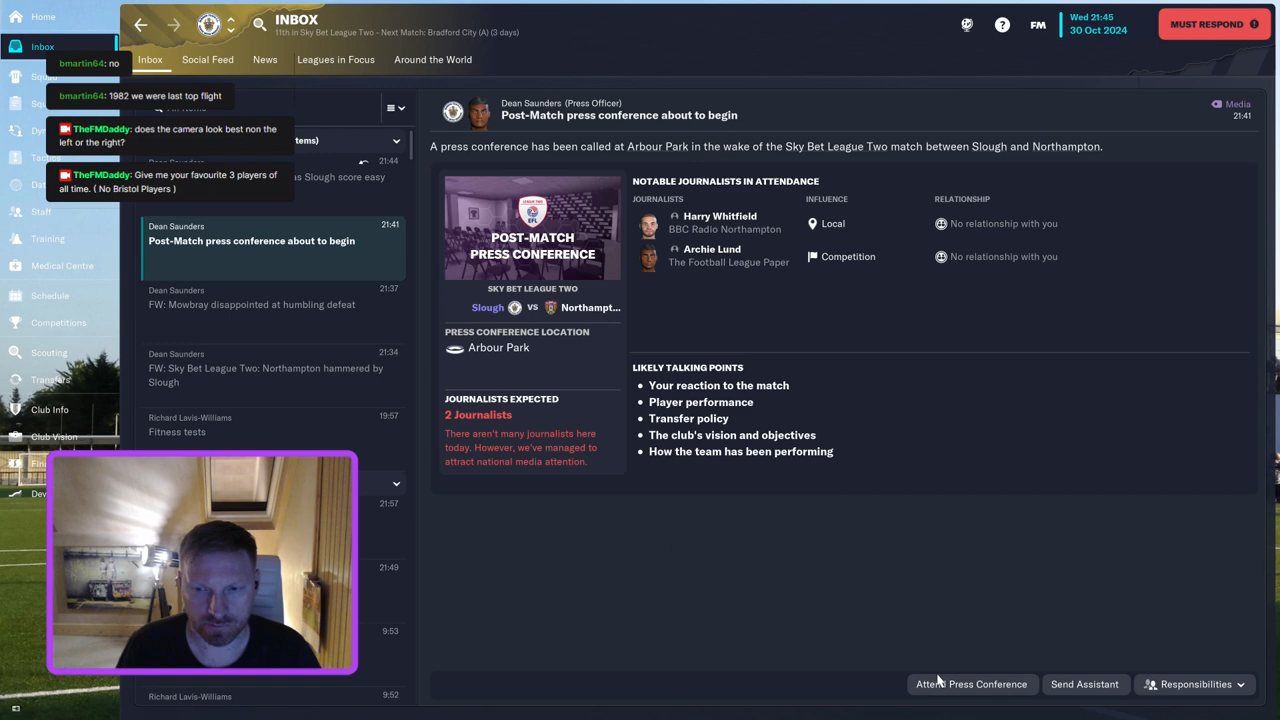 Home
INBOX
11th in Sky Bet League Two - Next Match: Bradford City (A) (3 days)
FM
Wed 21:45
30 Oct 2024
MUST RESPOND
Inbox
Inbox
Social Feed
News
Leagues in Focus
Around the World
bmartin64: no
bmartin64: 1982 we were last top flight
TheFMDaddy: does the camera look best non the
left or the right?
TheFMDaddy: Give me your favourite 3 players of
all time. ( No Bristol Players )
Staff
Training
Medical Centre
Schedule
Competitions
Scouting
Transfers
Club Info
Club Vision
Dev
tems)
21:44
as Slough score easy
Dean Saunders
21:41
Post-Match press conference about to begin
Dean Saunders
21:37
FW: Mowbray disappointed at humbling defeat
Dean Saunders
21:34
FW: Sky Bet League Two: Northampton hammered by
Slough
Richard Lavis-Williams
19:57
Fitness tests
21:57
21:49
9:53
9:52
Richard Lavis-Williams
Dean Saunders (Press Officer)
Post-Match press conference about to begin
Media
21:41
A press conference has been called at Arbour Park in the wake of the Sky Bet League Two match between Slough and Northampton.
POST-MATCH
PRESS CONFERENCE
SKY BET LEAGUE TWO
Slough VS Northampt...
PRESS CONFERENCE LOCATION
Arbour Park
JOURNALISTS EXPECTED
2 Journalists
There aren't many journalists here
today. However, we've managed to
attract national media attention.
NOTABLE JOURNALISTS IN ATTENDANCE
JOURNALISTS
INFLUENCE
RELATIONSHIP
Harry Whitfield
BBC Radio Northampton
Local
No relationship with you
Archie Lund
The Football League Paper
Competition
No relationship with you
LIKELY TALKING POINTS
Your reaction to the match
Player performance
Transfer policy
The club's vision and objectives
How the team has been performing
Attend Press Conference
Send Assistant
Responsibilities